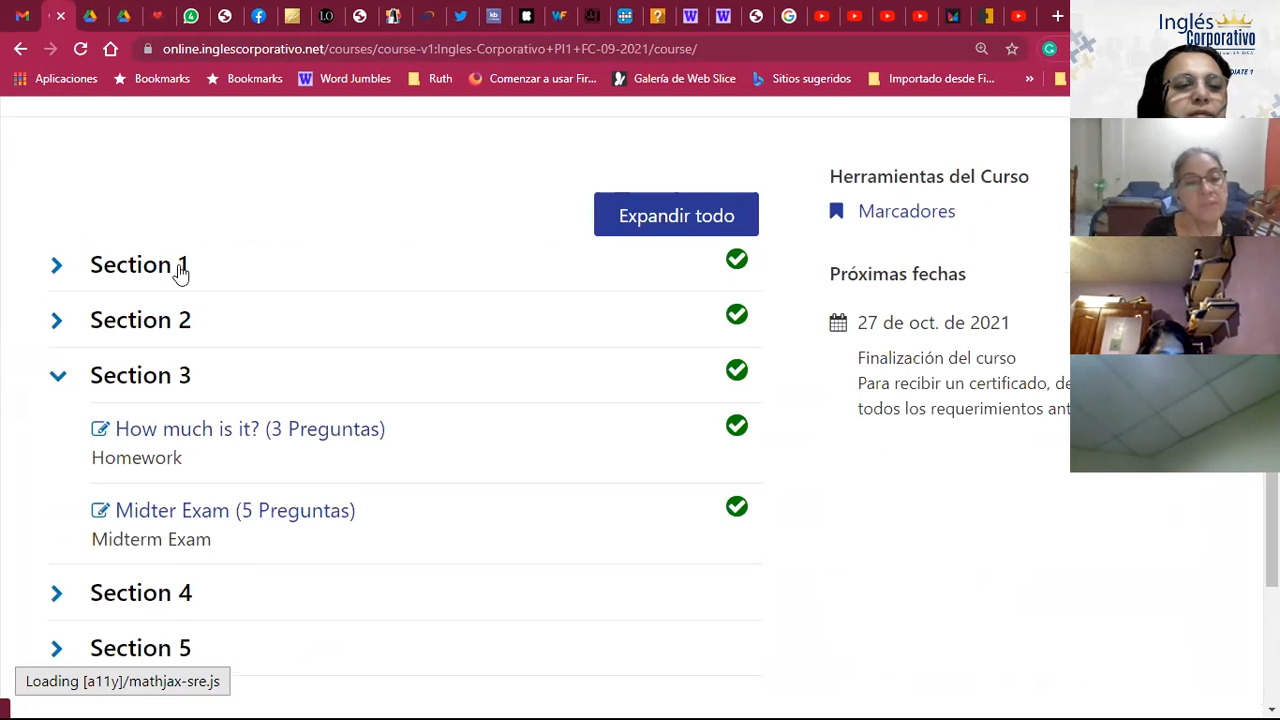 online.inglescorporativo.net/courses/course-v1:Ingles-Corporativo+PI1+FC-09-2021/course/
Aplicaciones
Bookmarks
Bookmarks
Word Jumbles
Ruth
Comenzar a usar Fir...
Galería de Web Slice
Sitios sugeridos
Importado desde Fi...
»
Inglés
Corporativo
Expandir todo
Section 1
Section 2
Section 3
How much is it? (3 Preguntas)
Homework
Midter Exam (5 Preguntas)
Midterm Exam
Section 4
Section 5
Herramientas del Curso
Marcadores
Próximas fechas
27 de oct. de 2021
Finalización del curso
Para recibir un certificado, de
todos los requerimientos ant
Loading [a11y]/mathjax-sre.js